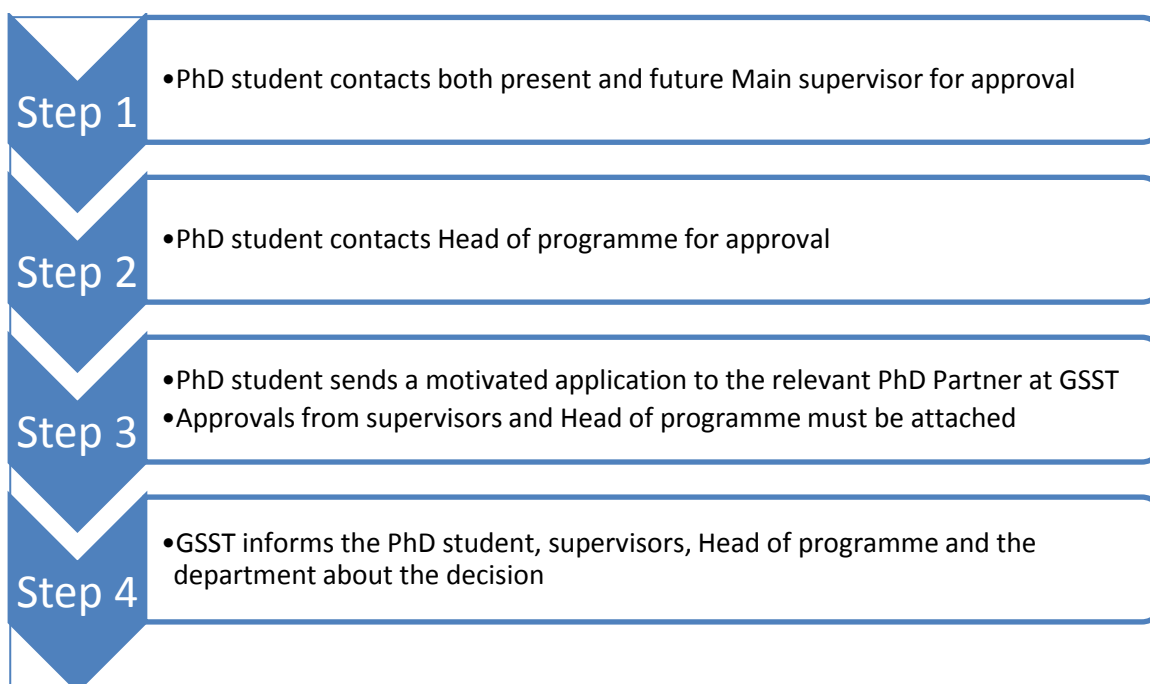 Step 1
•PhD student contacts both present and future Main supervisor for approval
Step 2
•PhD student contacts Head of programme for approval
Step 3
•PhD student sends a motivated application to the relevant PhD Partner at GSST
•Approvals from supervisors and Head of programme must be attached
Step 4
•GSST informs the PhD student, supervisors, Head of programme and the
department about the decision